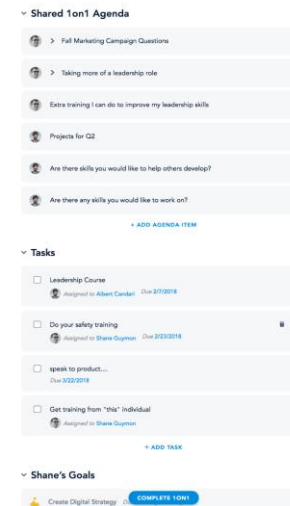 Shared 1on1 Agenda
Fall Marketing Campaign Questions
Taking more of a leadership role
Extra training I can do to improve my leadership skills
Projects for Q2
Are there skills you would like to help others develop?
Are there any skills you would like to work on?
+ ADD AGENDA ITEM
Tasks
Leadership Course
Assigned to Albert Candari Due 2/7/2018
Do your safety training
Assigned to Shane Guymon Due 2/23/2018
speak to product...
Due 3/22/2018
Get training from "this" individual
Assigned to Shane Guymon
+ ADD TASK
Shane's Goals
Create Digital Strategy
COMPLETE 1ON1